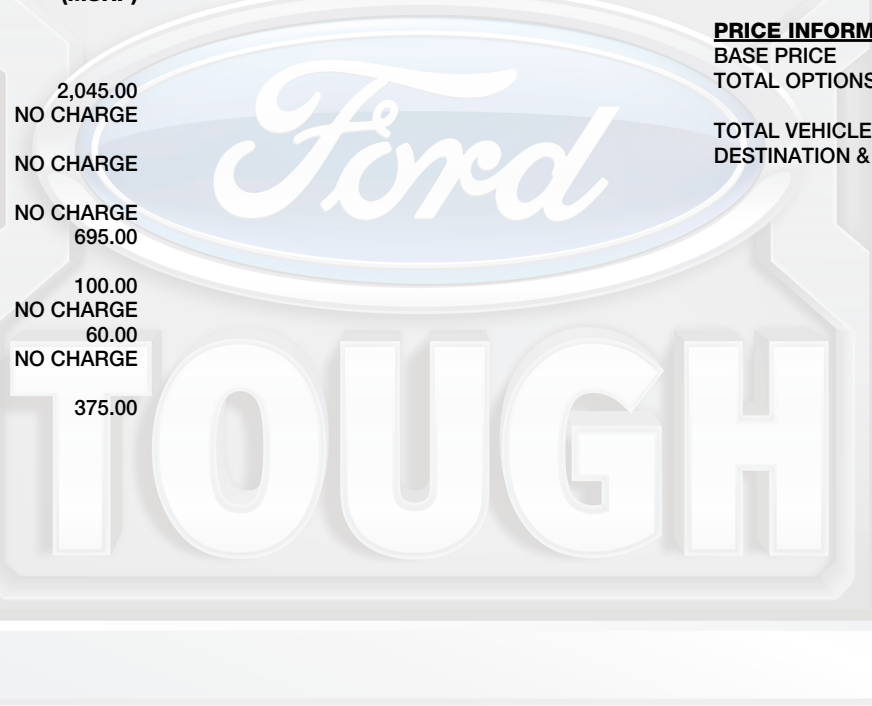 2,045.00
NO CHARGE
NO CHARGE
NO CHARGE
695.00
100.00
NO CHARGE
60.00
NO CHARGE
375.00
PRICE INFORM
BASE PRICE
TOTAL OPTIONS
TOTAL VEHICLE
DESTINATION &
Ford
TOUGH